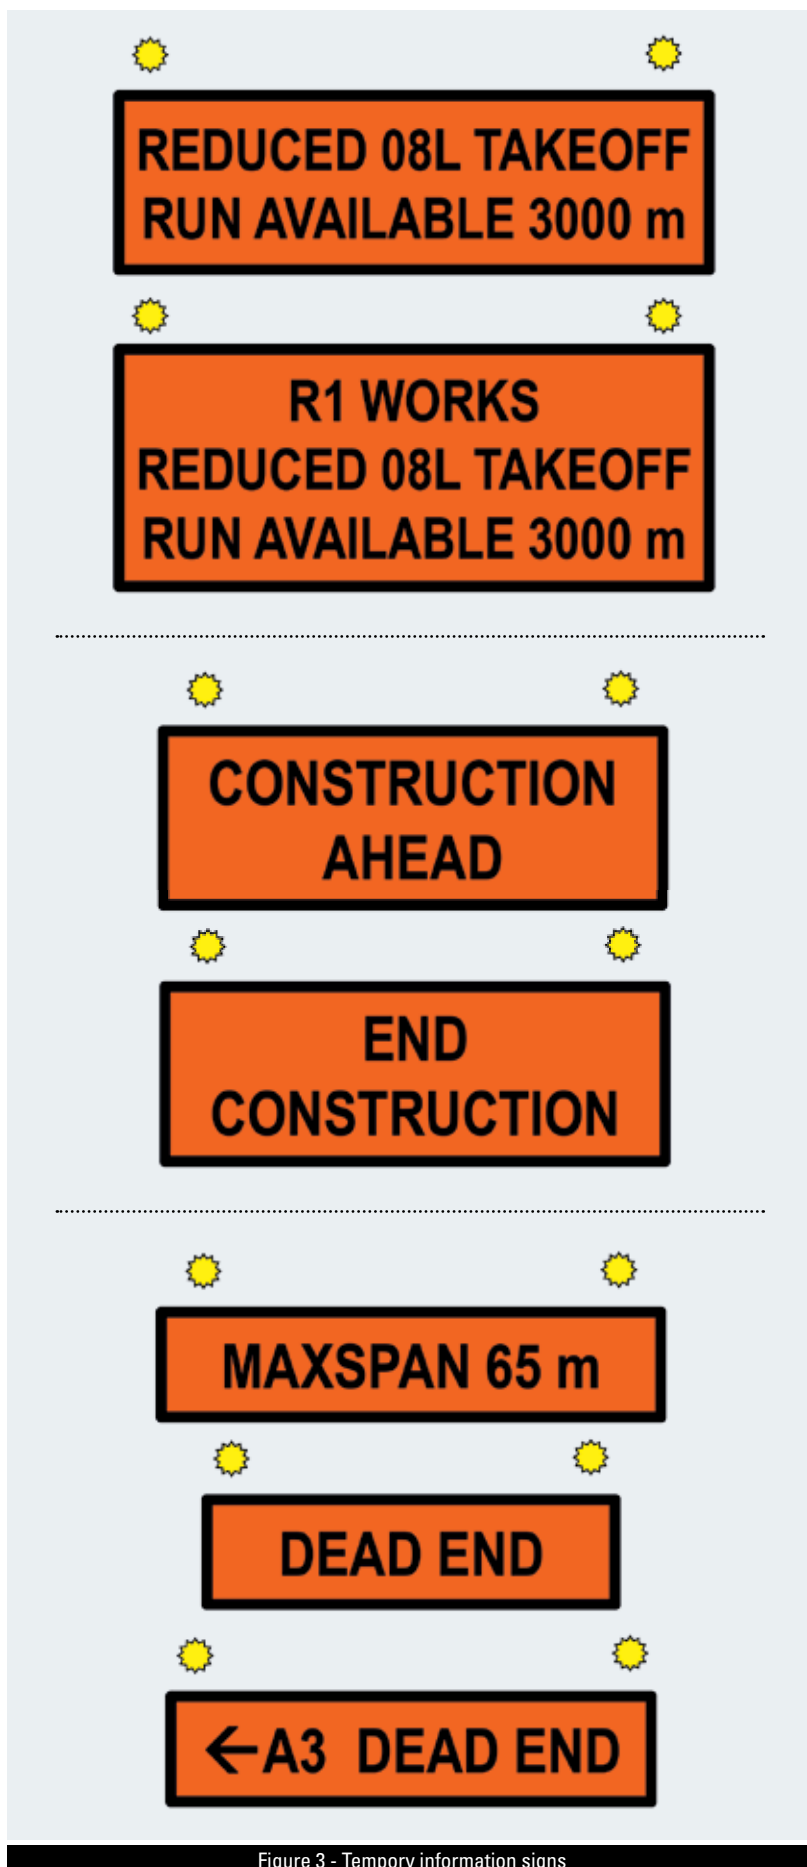 REDUCED 08L TAKEOFF
RUN AVAILABLE 3000 m
R1 WORKS
REDUCED 08L TAKEOFF
RUN AVAILABLE 3000 m
CONSTRUCTION
AHEAD
END
CONSTRUCTION
MAXSPAN 65 m
DEAD END
←A3 DEAD END
Figure 3 - Tempory information signs